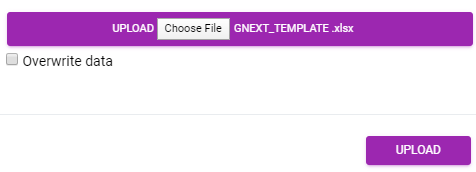 UPLOAD Choose File GNEXT_TEMPLATE .xlsx
Overwrite data
UPLOAD